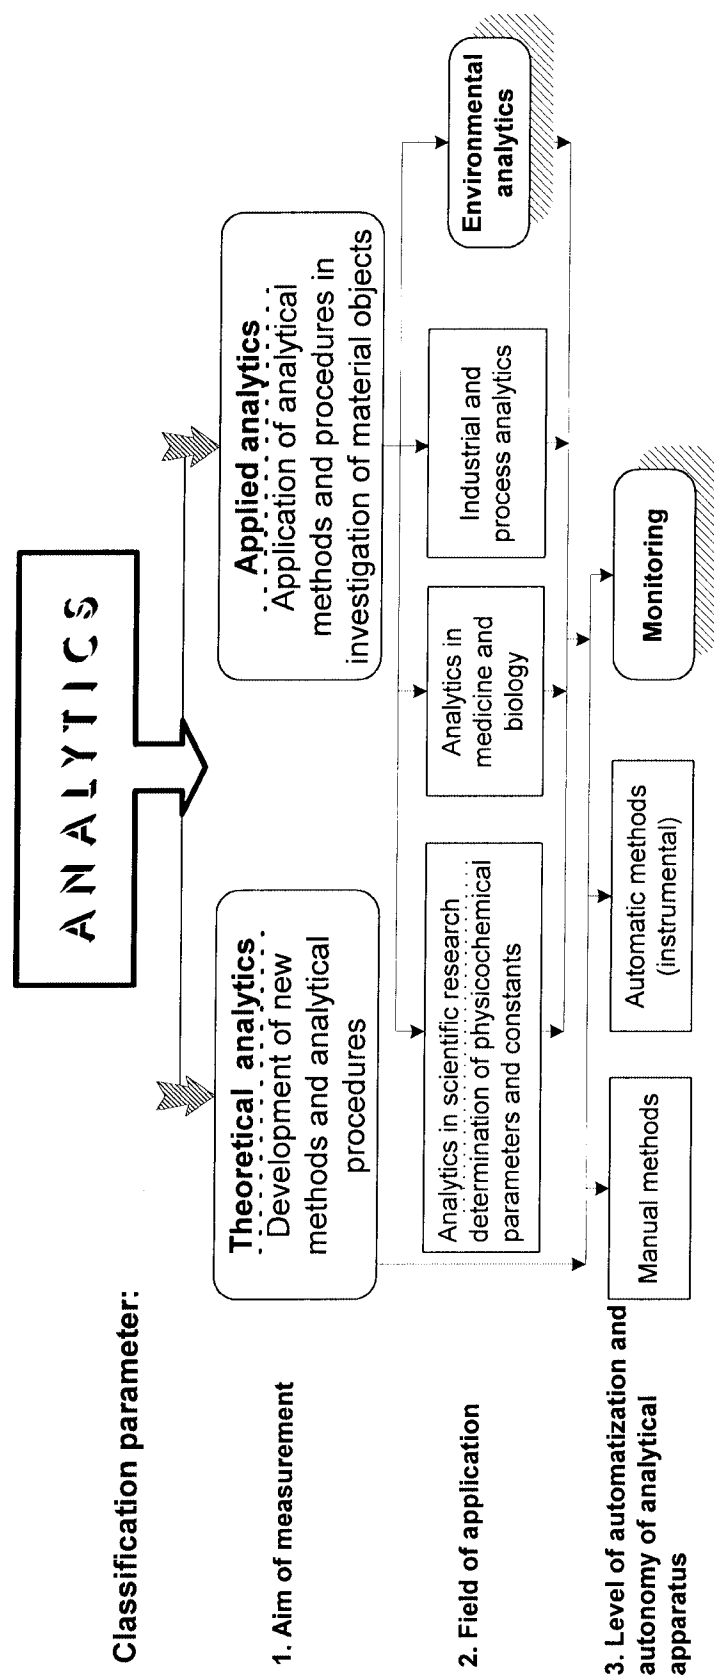 ANALYTICS
Classification parameter:
1. Aim of measurement
Theoretical analytics
Development of new
methods and analytical
procedures
Applied analytics
Application of analytical
methods and procedures in
investigation of material objects
2. Field of application
Analytics in scientific research
determination of physicochemical
parameters and constants
Analytics in
medicine and
biology
Industrial and
process analytics
Environmental
analytics
3. Level of automatization and
autonomy of analytical
apparatus
Manual methods
Automatic methods
(instrumental)
Monitoring